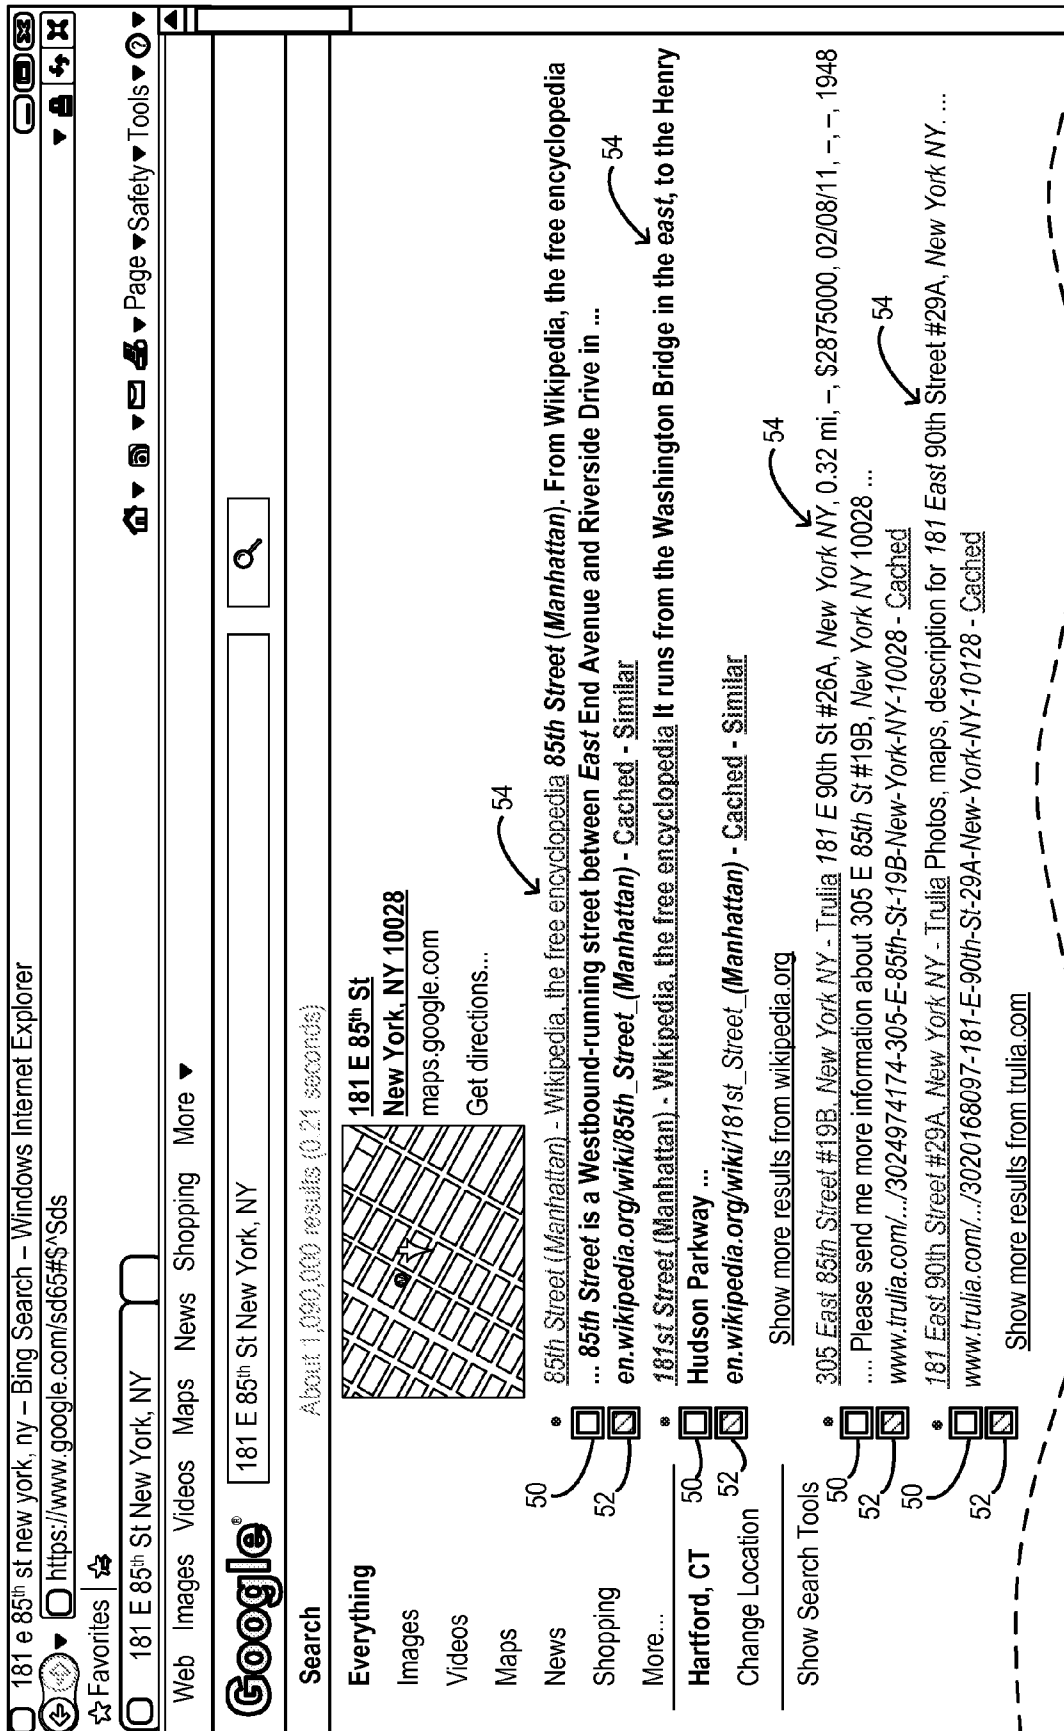 181 e 85th st new york, ny – Bing Search – Windows Internet Explorer
https://www.google.com/sd65#$^Sds
Favorites
181 E 85th St New York, NY
Page Safety Tools ?
Web Images Videos Maps News Shopping More
Google®
181 E 85th St New York, NY
Search
About 1,090,000 results (0.21 seconds)
Everything
Images
Videos
Maps
News
Shopping
More...
Hartford, CT
Change Location
Show Search Tools
181 E 85th St
New York, NY 10028
maps.google.com
Get directions...
54
85th Street (Manhattan) - Wikipedia, the free encyclopedia 85th Street (Manhattan). From Wikipedia, the free encyclopedia
... 85th Street is a Westbound-running street between East End Avenue and Riverside Drive in ...
en.wikipedia.org/wiki/85th_Street_(Manhattan) - Cached - Similar
50
52
54
181st Street (Manhattan) - Wikipedia, the free encyclopedia It runs from the Washington Bridge in the east, to the Henry
Hudson Parkway ...
en.wikipedia.org/wiki/181st_Street_(Manhattan) - Cached - Similar
50
52
Show more results from wikipedia.org
54
305 East 85th Street #19B, New York NY - Trulia 181 E 90th St #26A, New York NY, 0.32 mi, –, $2875000, 02/08/11, –, –, 1948
.... Please send me more information about 305 E 85th St #19B, New York NY 10028 ...
www.trulia.com/.../3024974174-305-E-85th-St-19B-New-York-NY-10028 - Cached
50
52
54
181 East 90th Street #29A, New York NY - Trulia Photos, maps, description for 181 East 90th Street #29A, New York NY. ...
www.trulia.com/.../3020168097-181-E-90th-St-29A-New-York-NY-10128 - Cached
50
52
Show more results from trulia.com